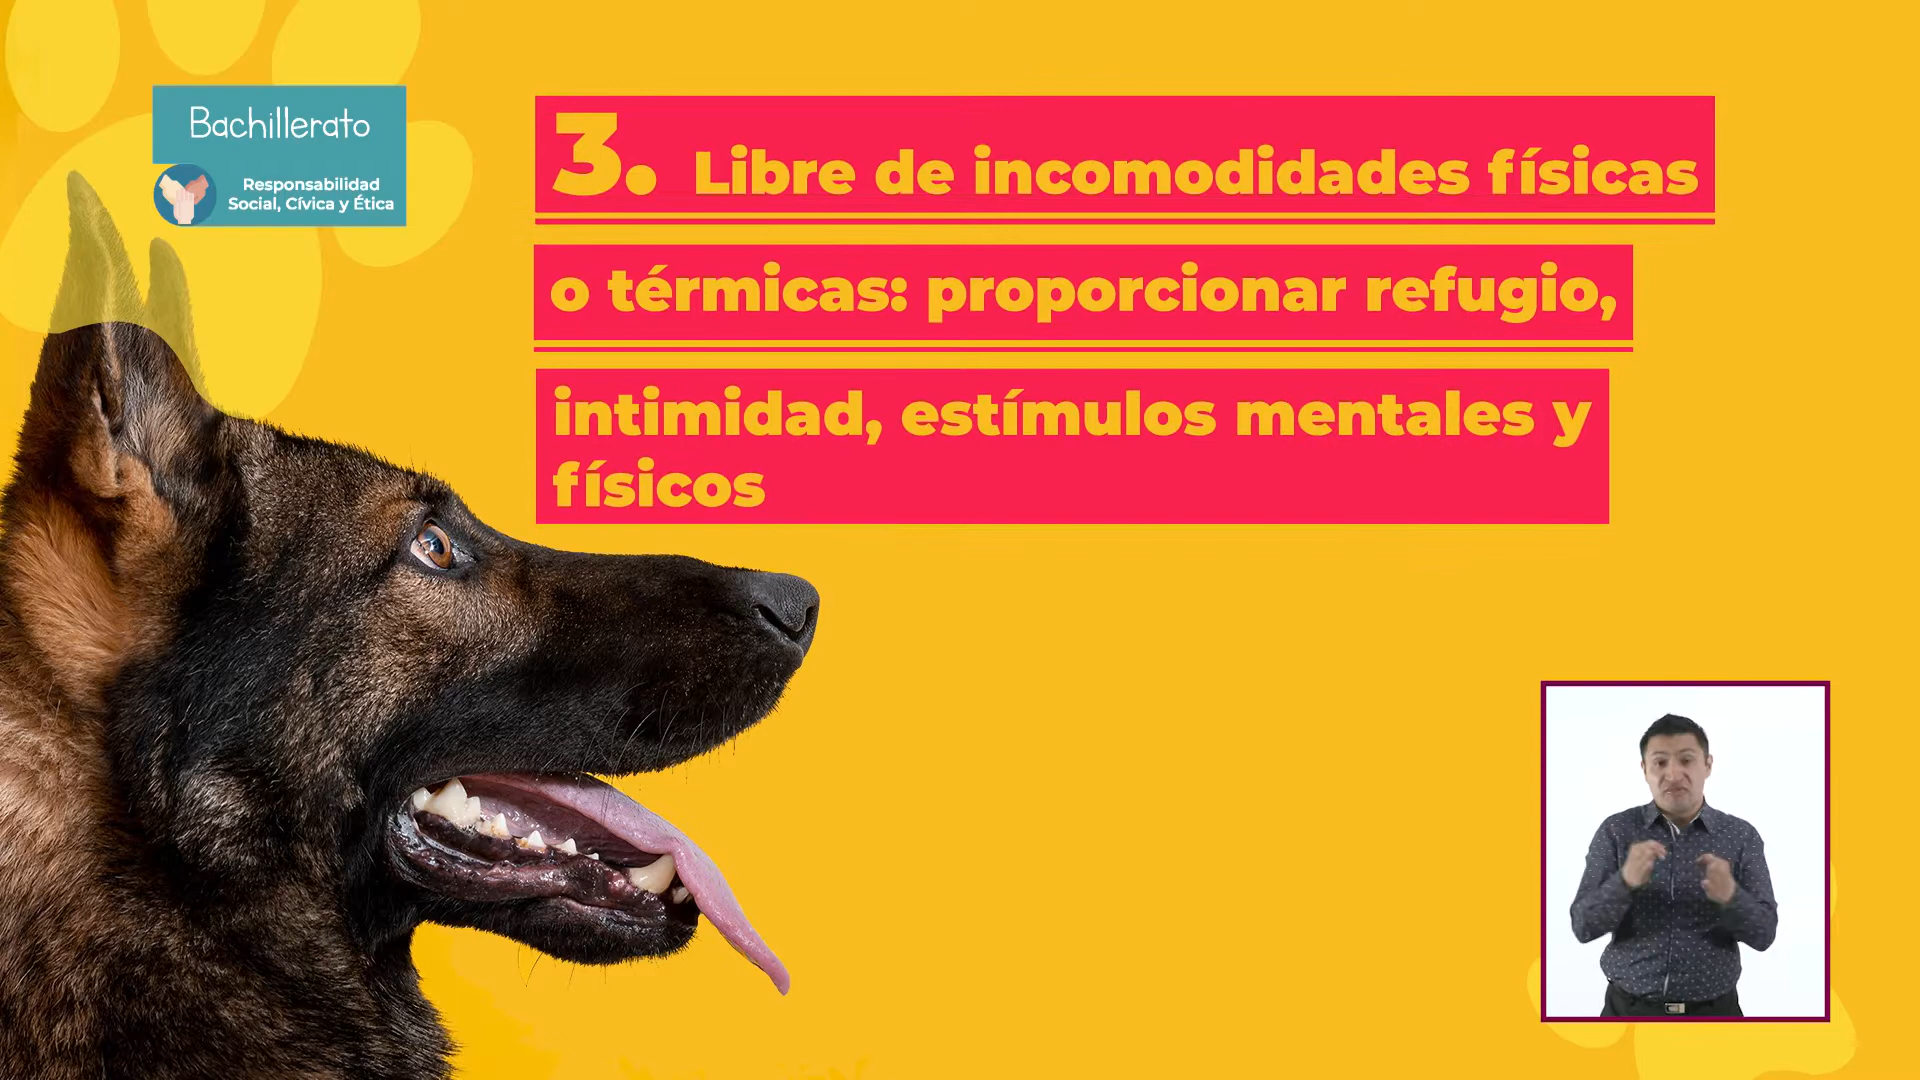 Bachillerato
Responsabilidad
Social, Cívica y Ética
3. Libre de incomodidades físicas
o térmicas: proporcionar refugio,
intimidad, estímulos mentales y
físicos